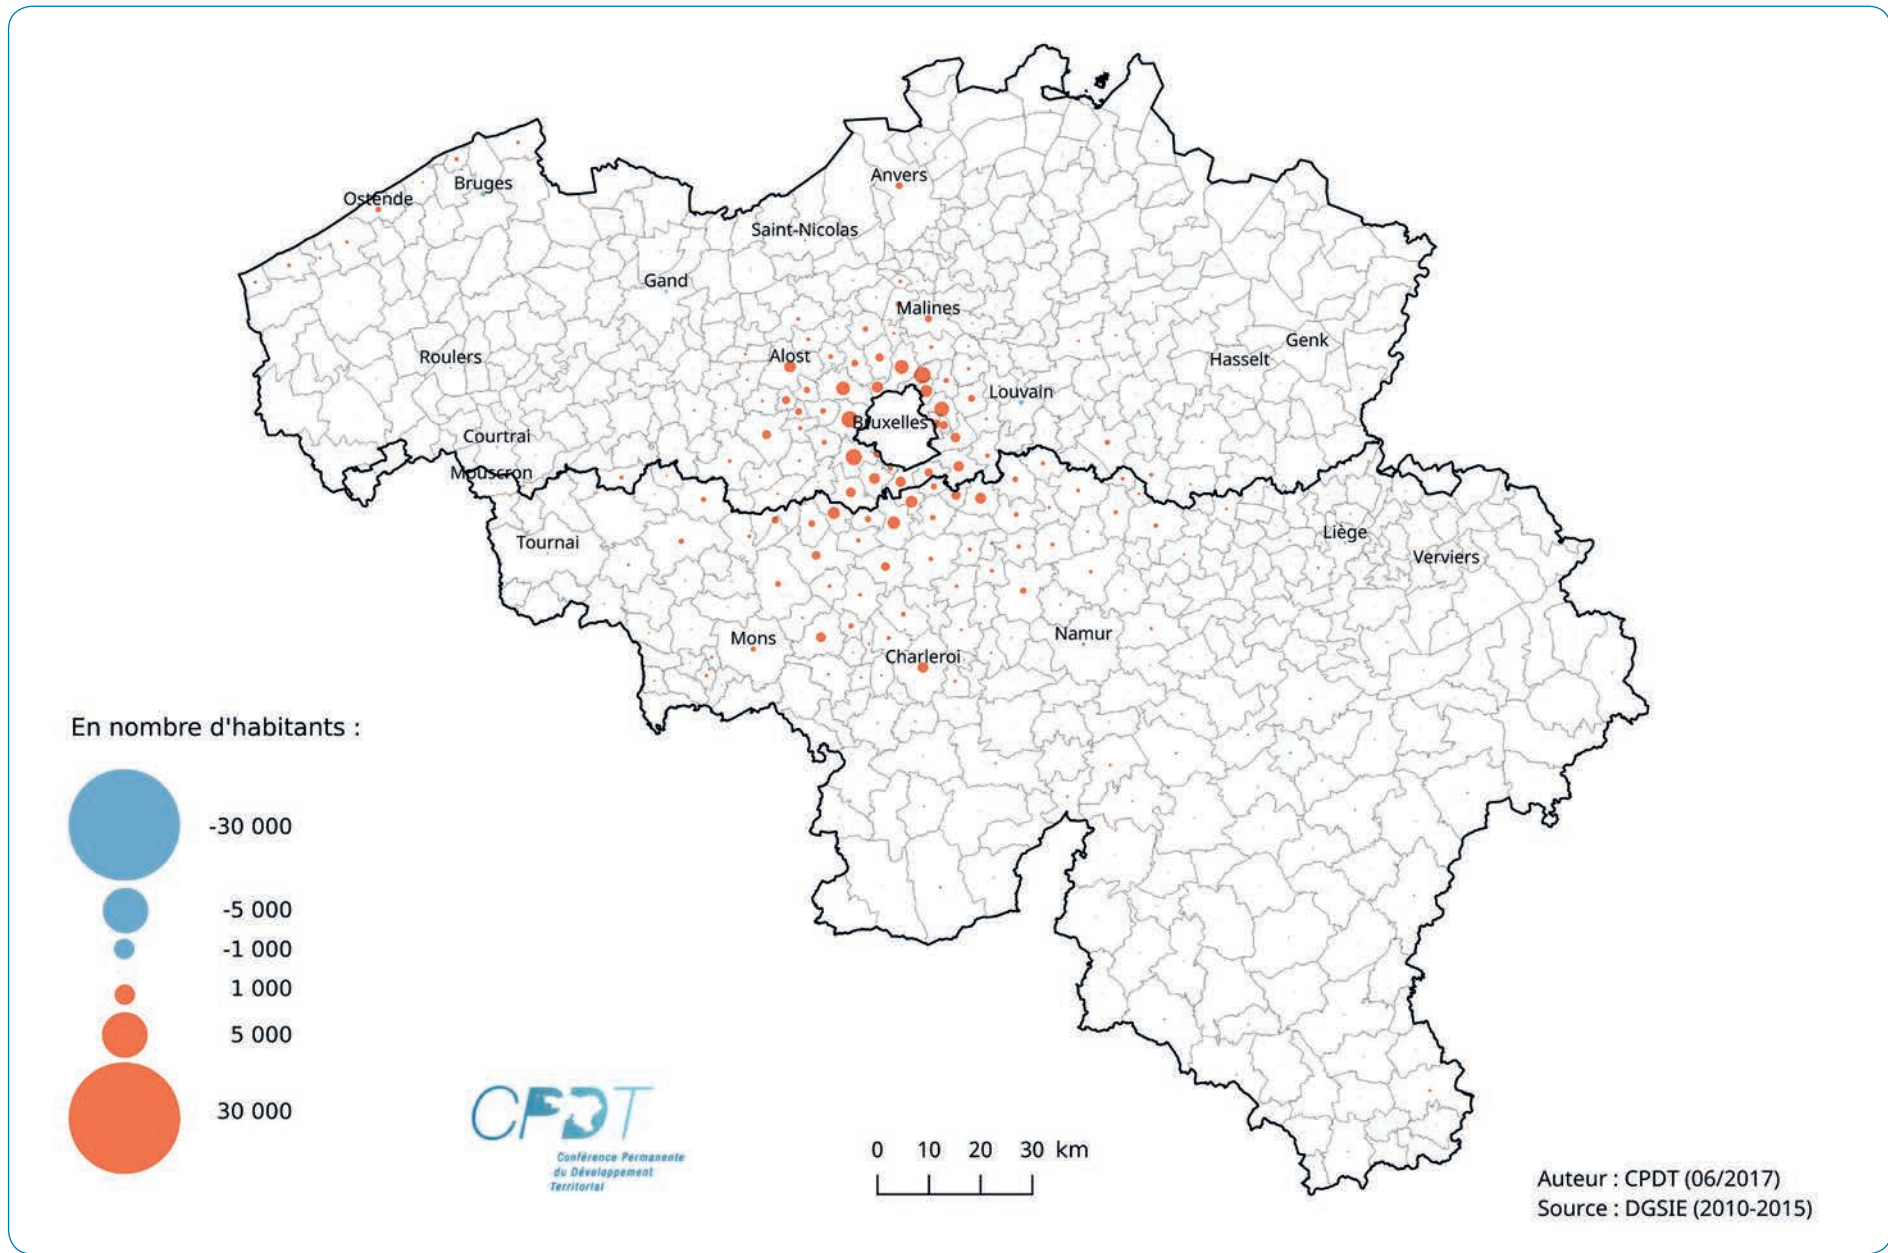 Anvers
Bruges
Ostende
Saint-Nicolas
Gand
Malines
Genk
Roulers
Alost
Hasselt
Louvain
Bruxelles
Courtrai
Mouscron
Liège
Tournai
Verviers
Mons
Namur
Charleroi
En nombre d'habitants :
-30 000
-5 000
-1 000
1 000
5 000
30 000
CPDT
Conférence Permanente
du Développement
Territorial
0 10 20 30 km
Auteur : CPDT (06/2017)
Source : DGSIE (2010-2015)